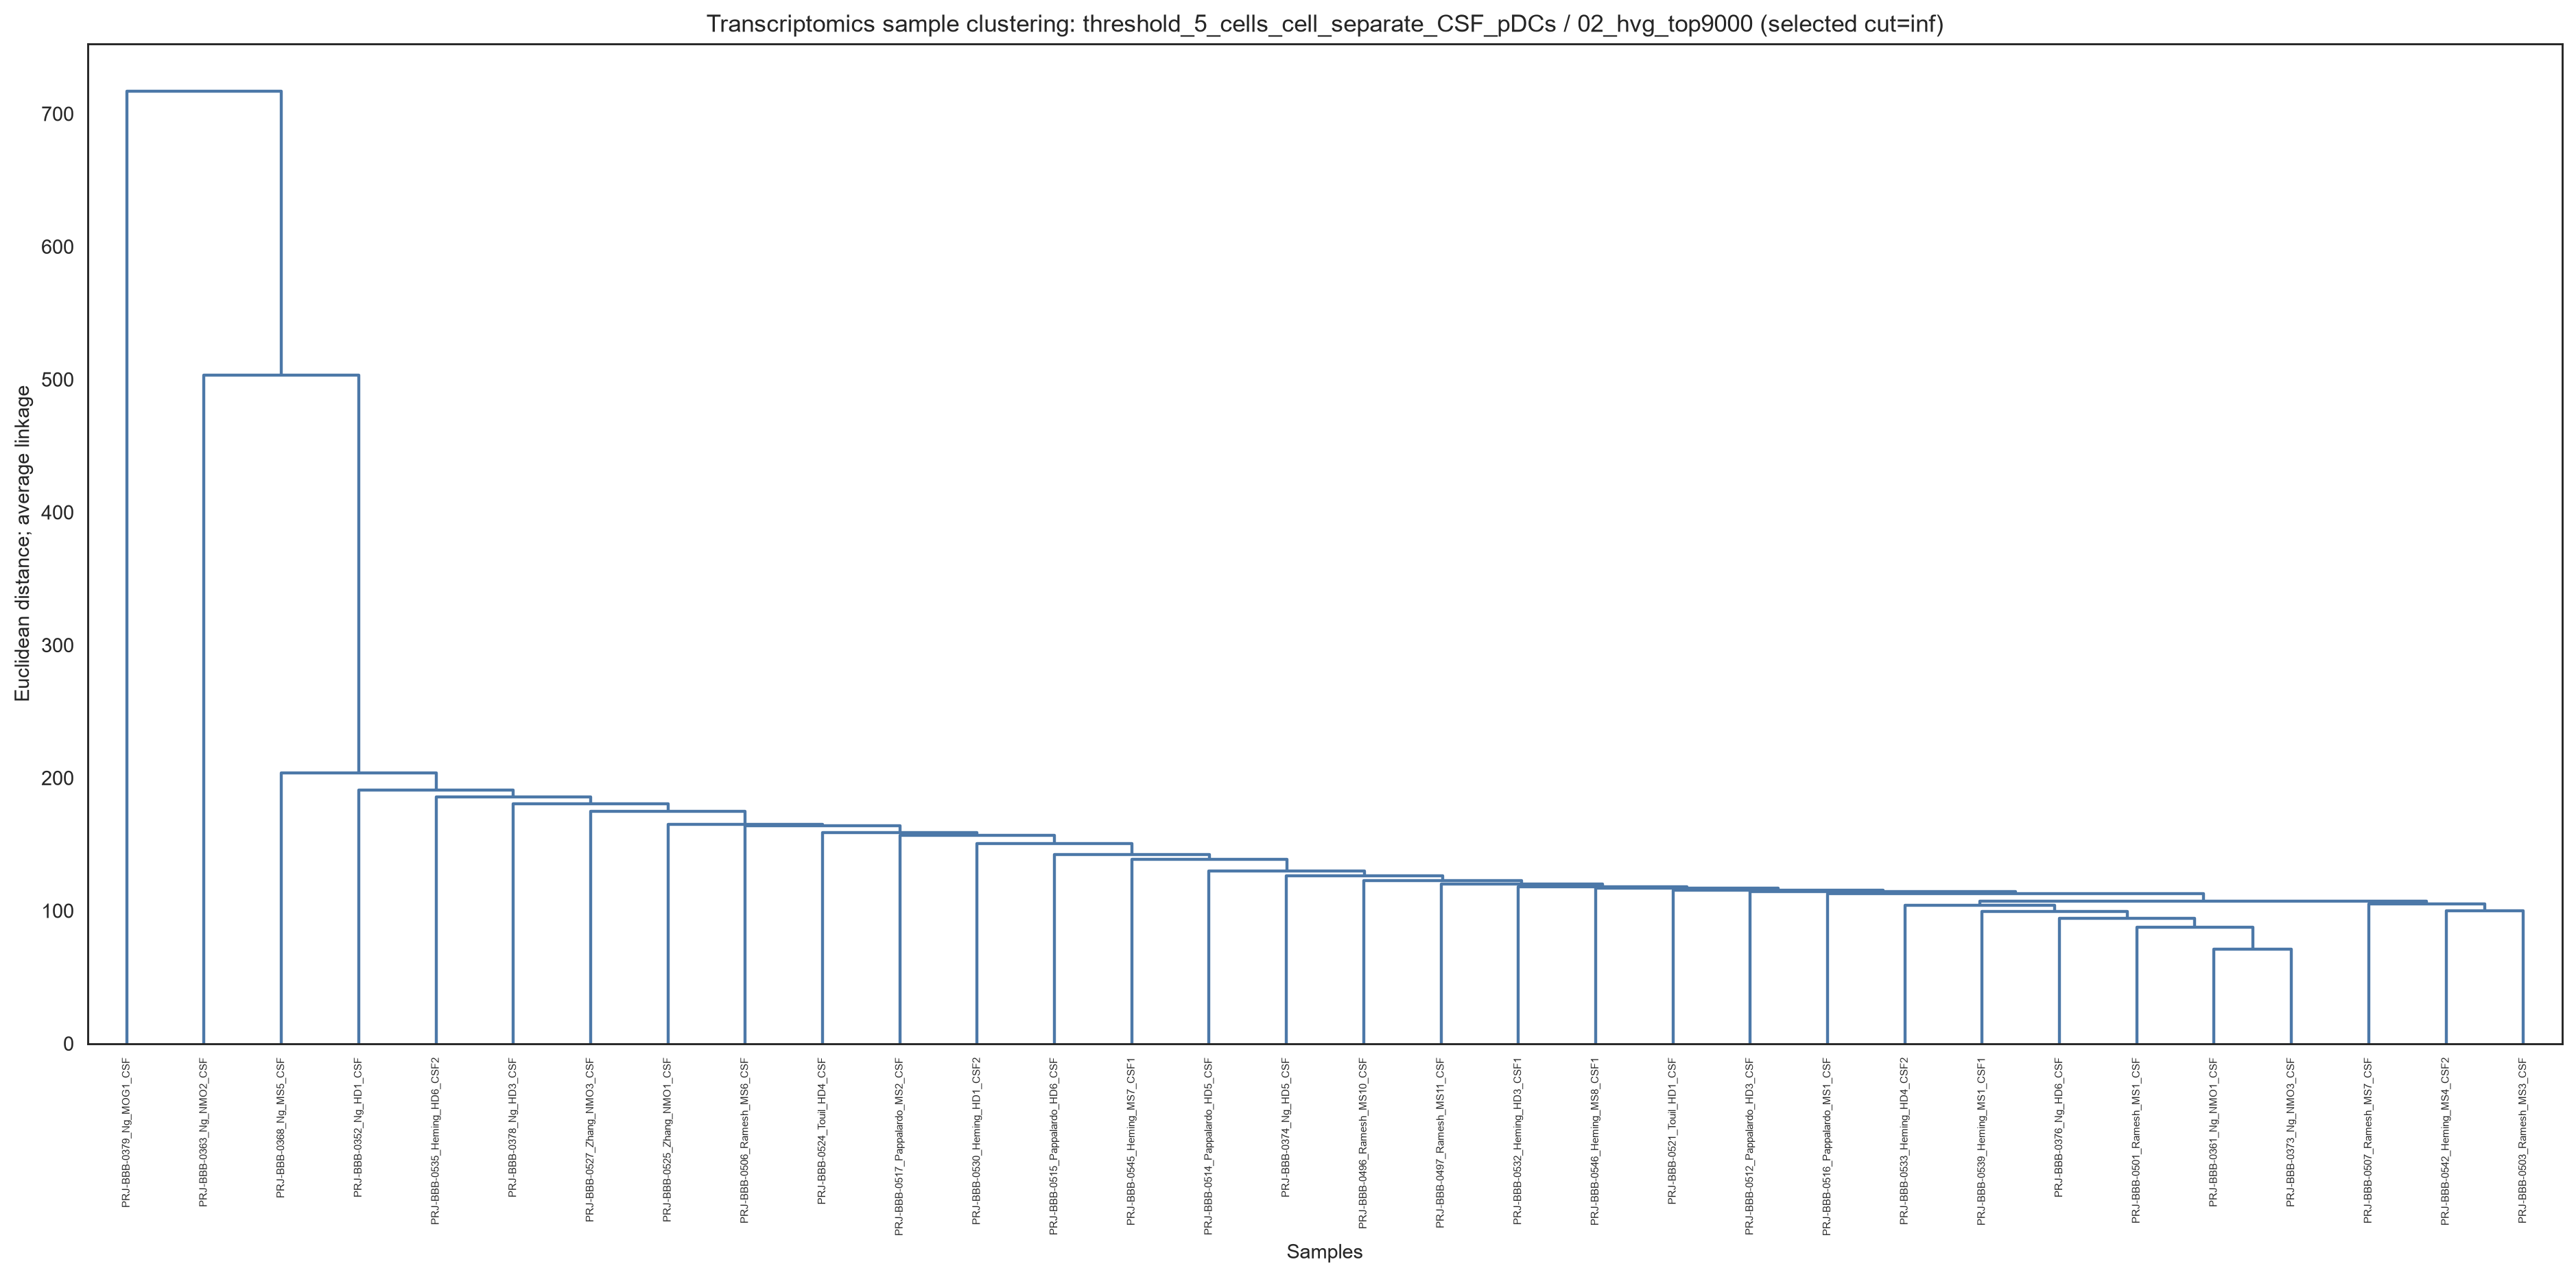 Transcriptomics sample clustering: threshold_5_cells_cell_separate_CSF_pDCs / 02_hvg_top9000 (selected cut=inf)
Euclidean distance; average linkage
700
600
500
400
300
200
100
0
PRJ-BBB-0379_Ng_MOG1_CSF
PRJ-BBB-0363_Ng_NMO2_CSF
PRJ-BBB-0368_Ng_MS5_CSF
PRJ-BBB-0352_Ng_HD1_CSF
PRJ-BBB-0535_Heming_HD6_CSF2
PRJ-BBB-0378_Ng_HD3_CSF
PRJ-BBB-0527_Zhang_NMO3_CSF
PRJ-BBB-0525_Zhang_NMO1_CSF
PRJ-BBB-0506_Ramesh_MS6_CSF
PRJ-BBB-0524_Touil_HD4_CSF
PRJ-BBB-0517_Pappalardo_MS2_CSF
PRJ-BBB-0530_Heming_HD1_CSF2
PRJ-BBB-0515_Pappalardo_HD6_CSF
PRJ-BBB-0545_Heming_MS7_CSF1
PRJ-BBB-0514_Pappalardo_HD5_CSF
PRJ-BBB-0374_Ng_HD5_CSF
PRJ-BBB-0496_Ramesh_MS10_CSF
PRJ-BBB-0497_Ramesh_MS11_CSF
PRJ-BBB-0532_Heming_HD3_CSF1
PRJ-BBB-0546_Heming_MS8_CSF1
PRJ-BBB-0521_Touil_HD1_CSF
PRJ-BBB-0512_Pappalardo_HD3_CSF
PRJ-BBB-0516_Pappalardo_MS1_CSF
PRJ-BBB-0533_Heming_HD4_CSF2
PRJ-BBB-0539_Heming_MS1_CSF1
PRJ-BBB-0376_Ng_HD6_CSF
PRJ-BBB-0501_Ramesh_MS1_CSF
PRJ-BBB-0361_Ng_NMO1_CSF
PRJ-BBB-0373_Ng_NMO3_CSF
PRJ-BBB-0507_Ramesh_MS7_CSF
PRJ-BBB-0542_Heming_MS4_CSF2
PRJ-BBB-0503_Ramesh_MS3_CSF
Samples